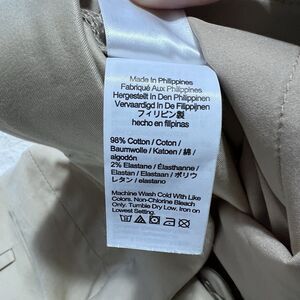 Made in Philippines
Fabriqué Aux Philippines
Hergestellt in Den Philippinen
Vervaardigd In De Filippijnen
フィリピン製
hecho en filipinas
98% Cotton / Coton /
Baumwolle / Katoen / 綿 /
algodón
2% Elastane / Élasthanne /
Elastan / Elastaan / ポリウ
レタン / elastano
Machine Wash Cold With Like
Colors. Non-Chlorine Bleach
Only. Tumble Dry Low. Iron on
Lowest Setting.